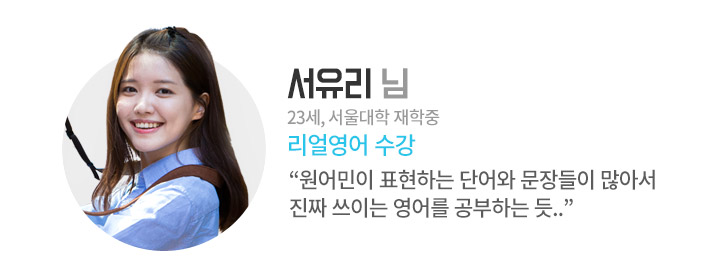 서유리 님
23세, 서울대학 재학중
리얼영어 수강
“원어민이 표현하는 단어와 문장들이 많아서
진짜 쓰이는 영어를 공부하는 듯..”